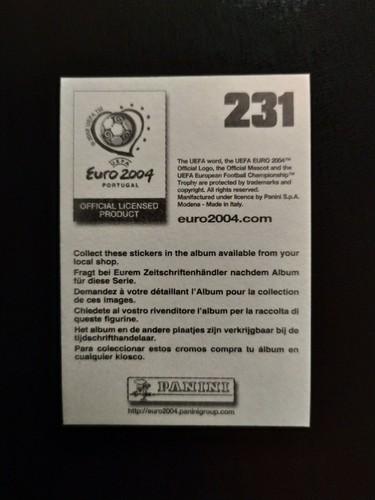 231
© 2002 UEFA TM
UEFA
EURO 2004
PORTUGAL
OFFICIAL LICENSED
PRODUCT
The UEFA word, the UEFA EURO 2004™
Official Logo, the Official Mascot and the
UEFA European Football Championship™
Trophy are protected by trademarks and
copyright. All rights reserved.
Manifactured under licence by Panini S.p.A.
Modena - Made in Italy.
euro2004.com
Collect these stickers in the album available from your
local shop.
Fragt bei Eurem Zeitschriftenhändler nachdem Album
für diese Serie.
Demandez à votre détaillant l'Album pour la collection
de ces images.
Chiedete al vostro rivenditore l'album per la raccolta di
queste figurine.
Het album en de andere plaatjes zijn verkrijgbaar bij de
tijdschrifthandelaar.
Para coleccionar estos cromos compra tu álbum en
cualquier kiosco.
PANINI
http://euro2004.paninigroup.com